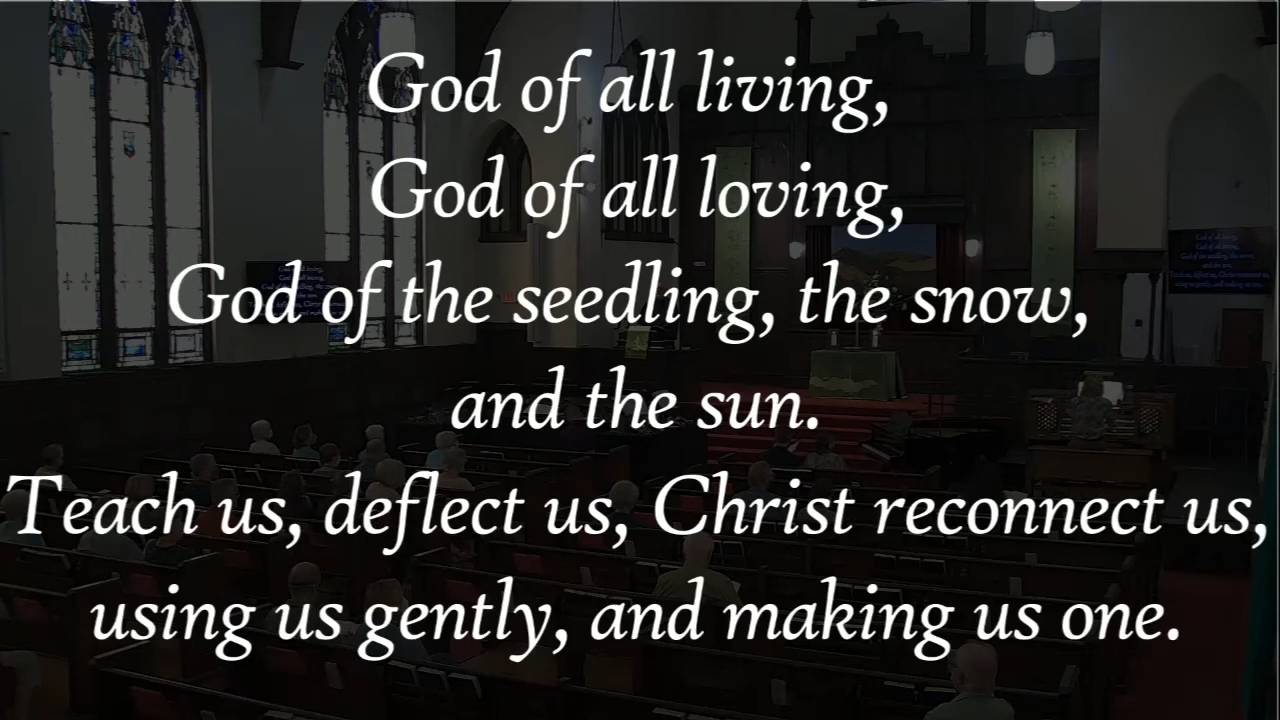 God of all living,
God of all loving,
God of the seedling, the snow,
and the sun.
Teach us, deflect us, Christ reconnect us,
using us gently, and making us one.